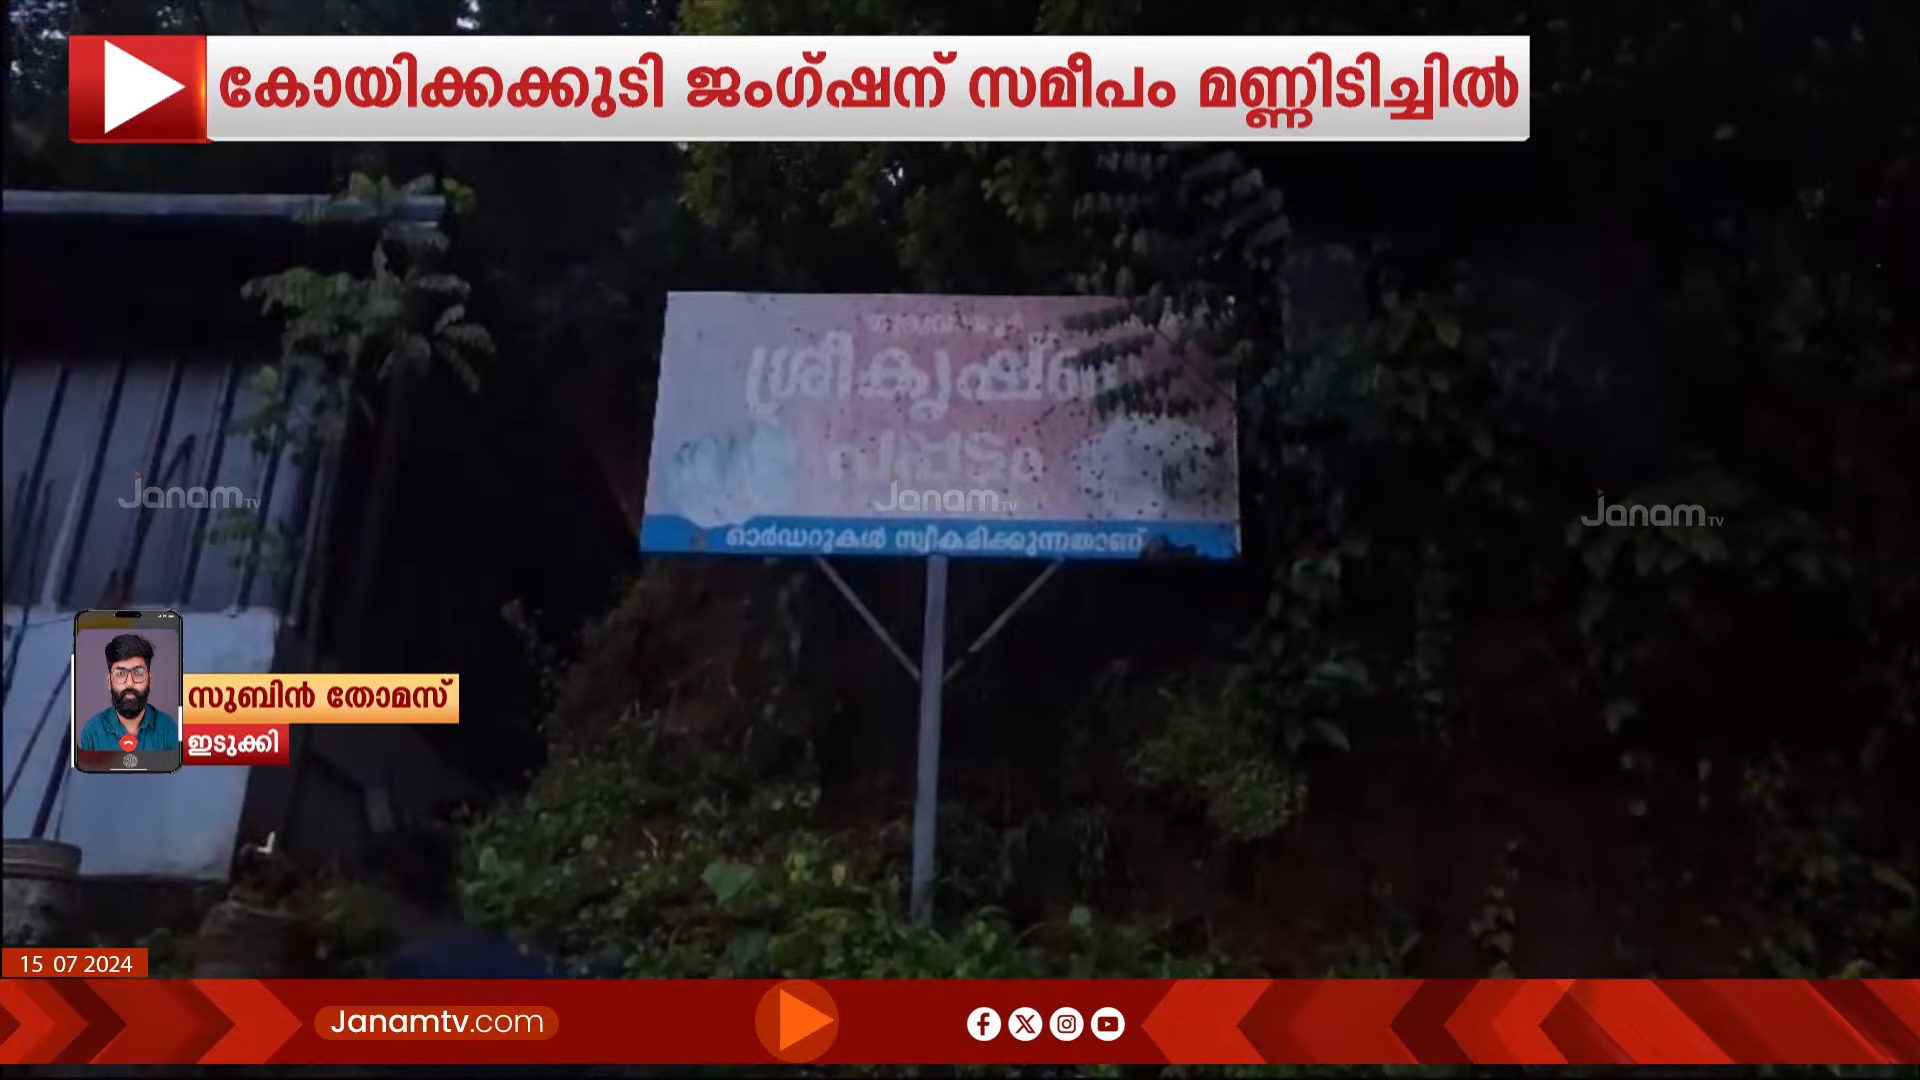 കോയിക്കക്കുടി ജംഗ്ഷന് സമീപം മണ്ണിടിച്ചിൽ
ശ്രീകൃഷ്ണ
ഓർഡറുകൾ സ്വീകരിക്കുന്നതാണ്
Janam TV
Janam TV
Janam TV
സുബിൻ തോമസ്
ഇടുക്കി
15 07 2024
Janamtv.com